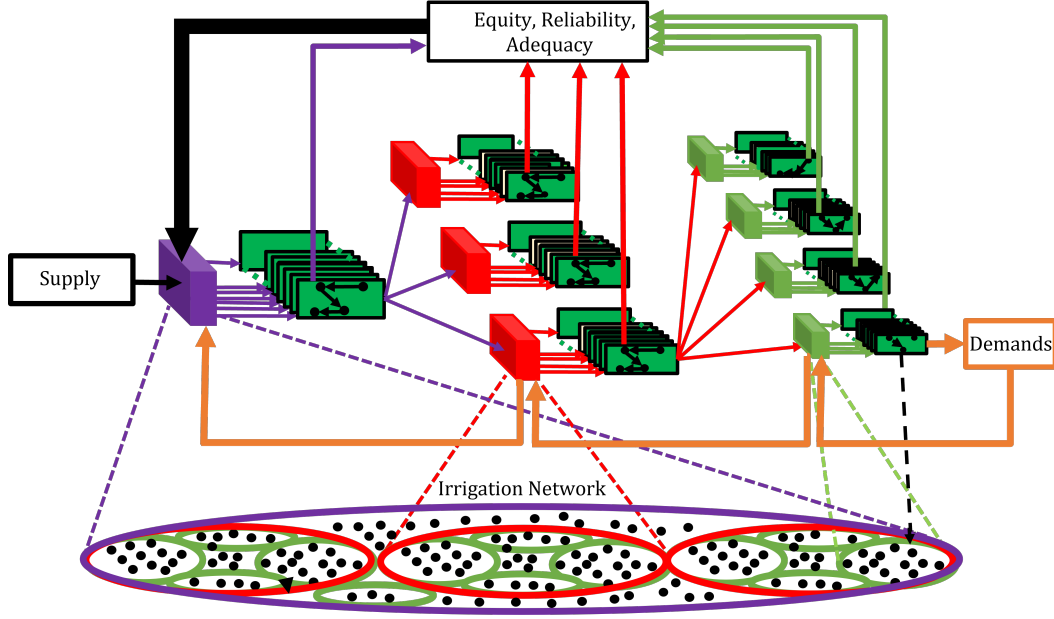 Equity, Reliability,
Adequacy
Supply
Demands
Irrigation Network